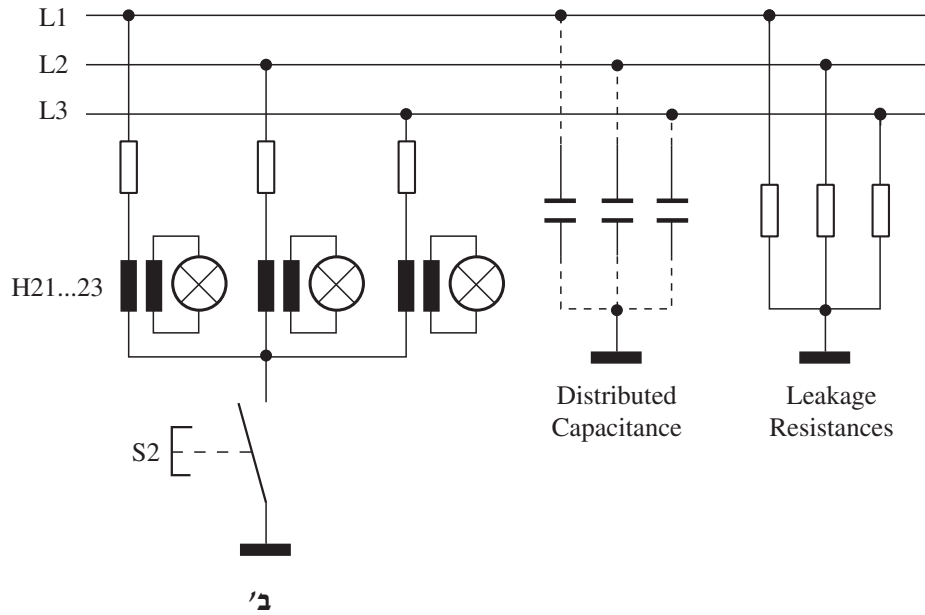 L1
L2
L3
H21...23
Distributed
Capacitance
Leakage
Resistances
S2
ב׳